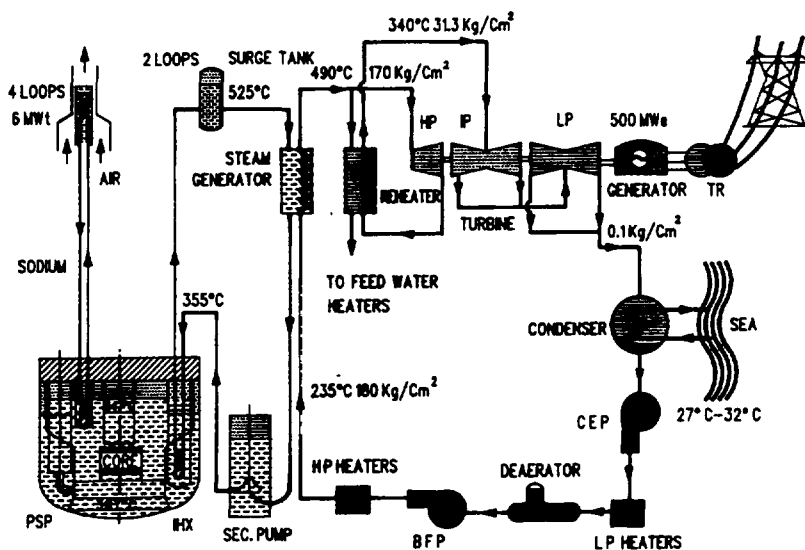 340°C 31.3 Kg/Cm²
2 LOOPS
SURGE TANK
490°C
170 Kg/Cm²
4 LOOPS
525°C
HP
IP
LP
500 MWe
6 MWt
STEAM
GENERATOR
AIR
REHEATER
GENERATOR
TR
TURBINE
0.1 Kg/Cm²
SODIUM
TO FEED WATER
HEATERS
355°C
CONDENSER
SEA
235°C 180 Kg/Cm²
27°C-32°C
CEP
CORE
HP HEATERS
DEAERATOR
PSP
IHX
SEC. PUMP
BFP
LP HEATERS